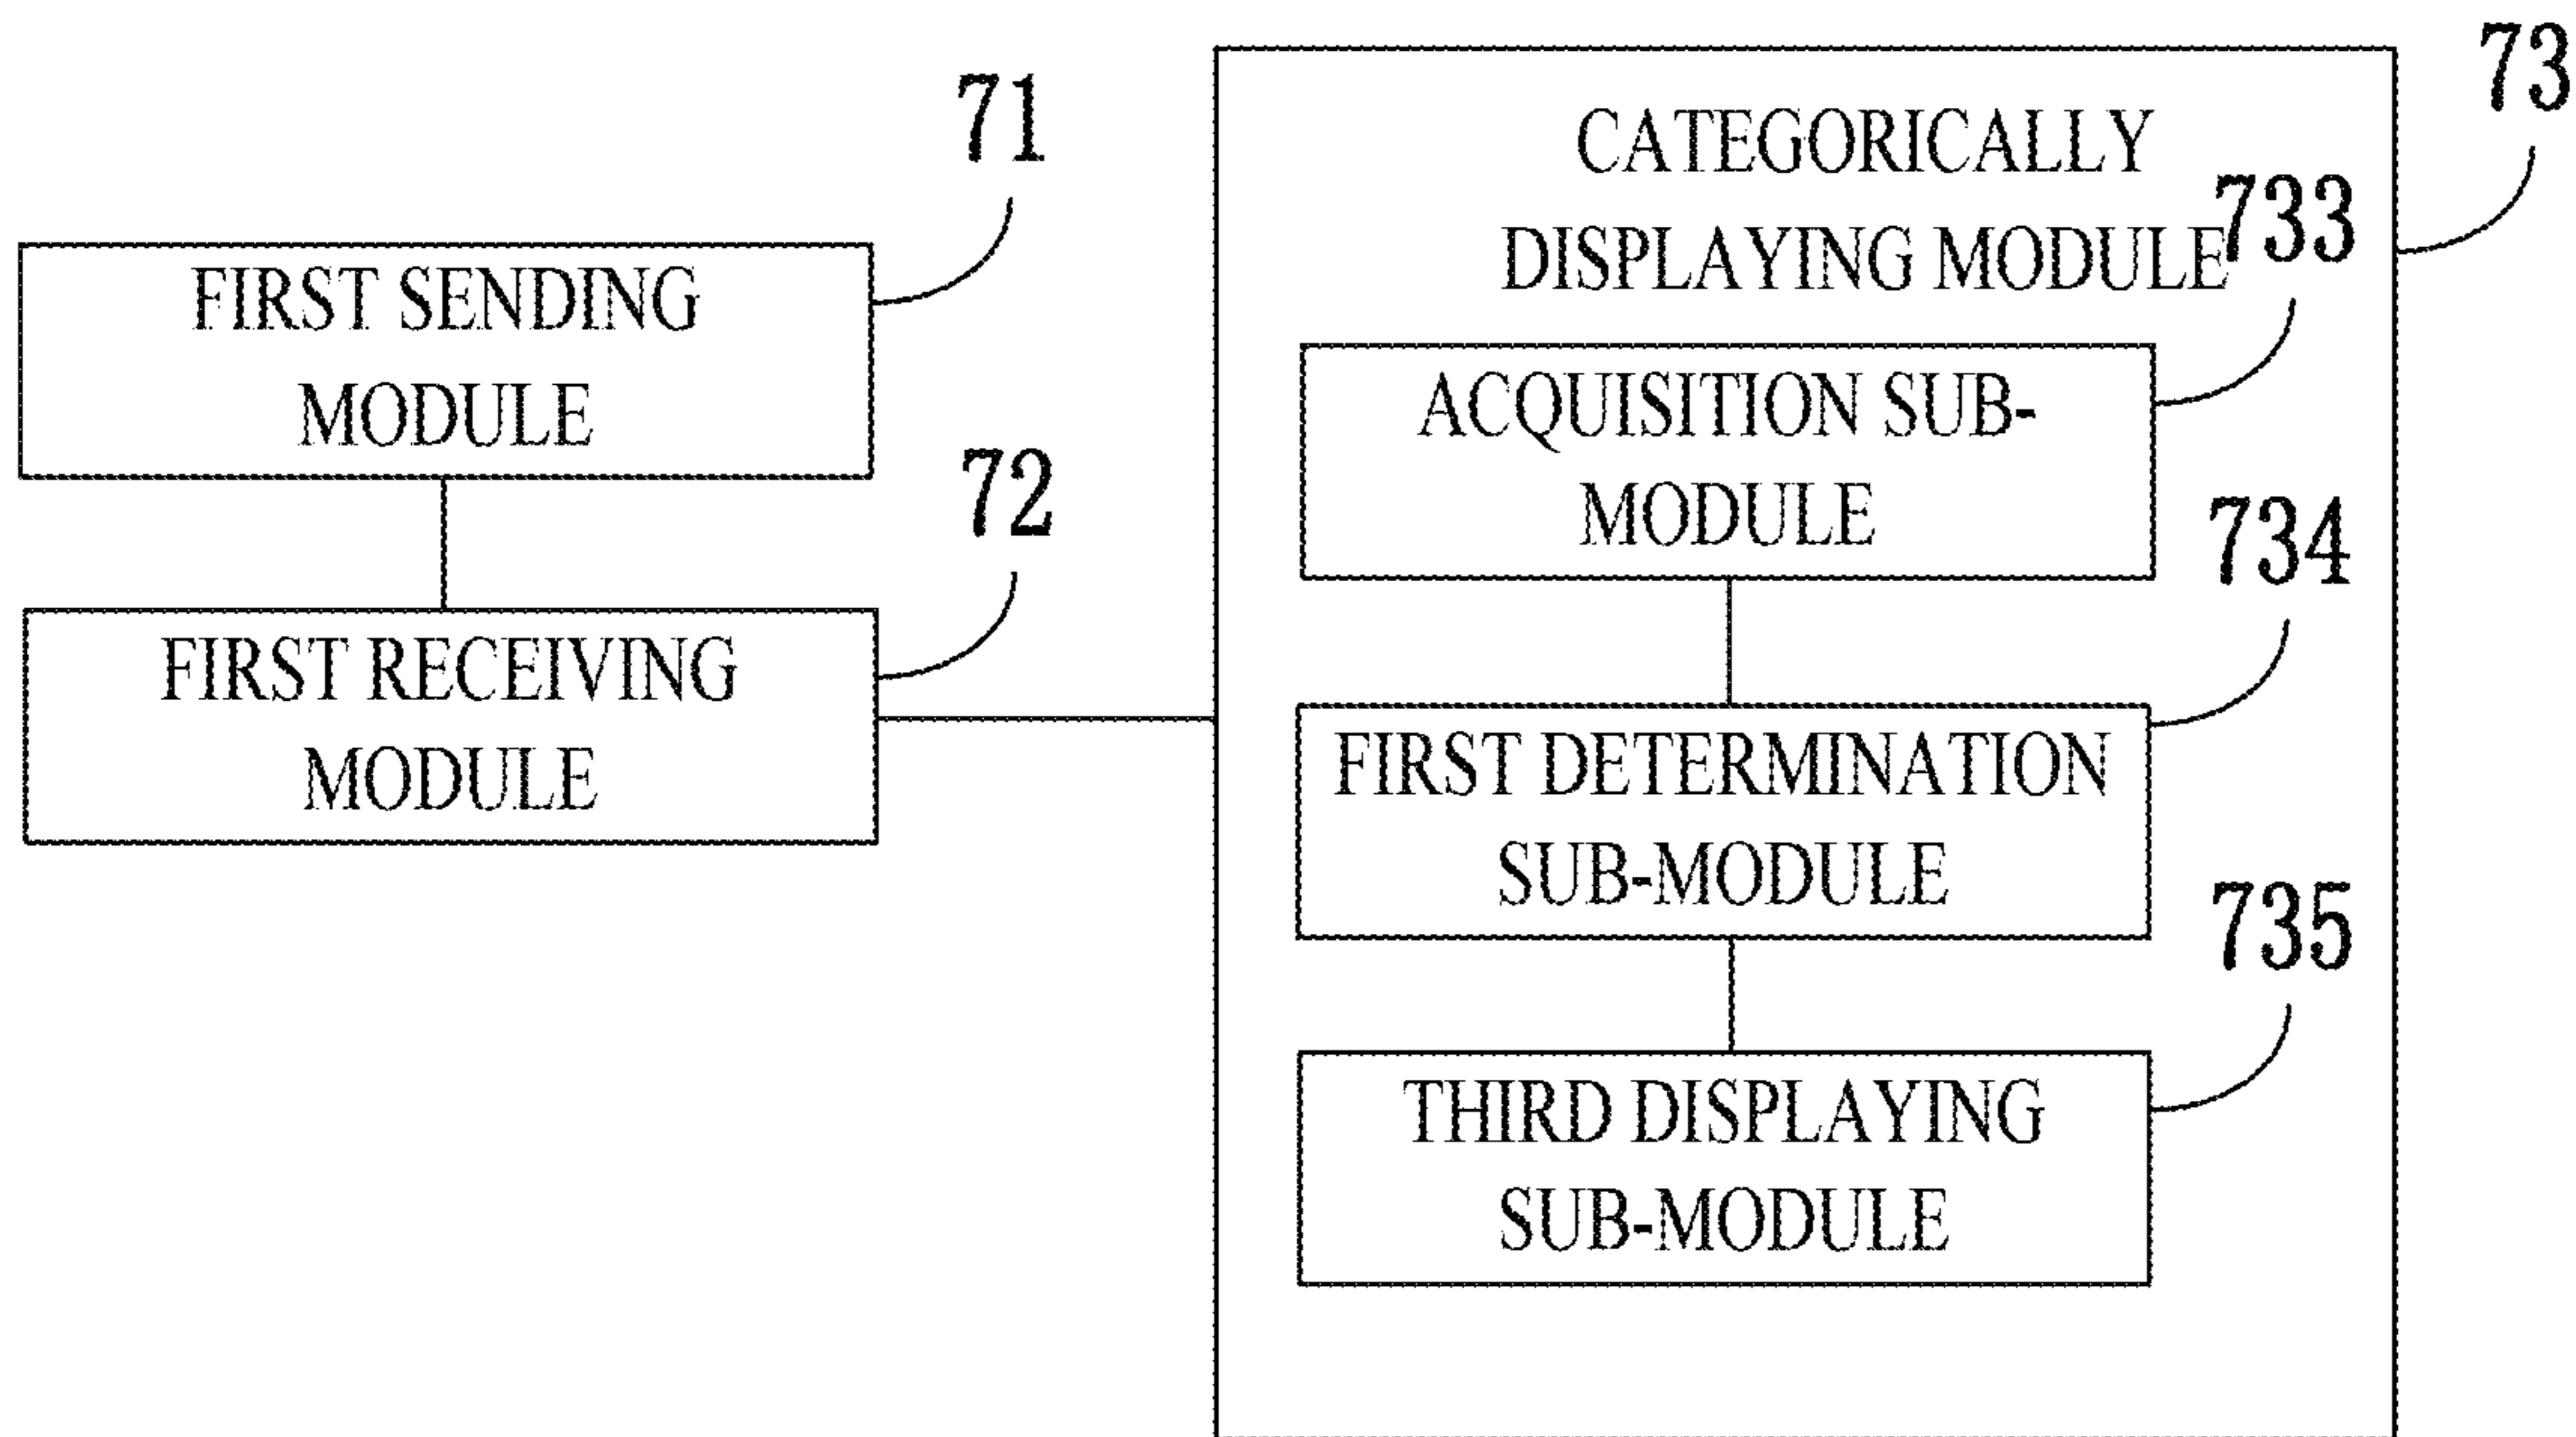 71
FIRST SENDING
MODULE
72
FIRST RECEIVING
MODULE
73
CATEGORICALLY
DISPLAYING MODULE
733
ACQUISITION SUB-
MODULE
734
FIRST DETERMINATION
SUB-MODULE
735
THIRD DISPLAYING
SUB-MODULE